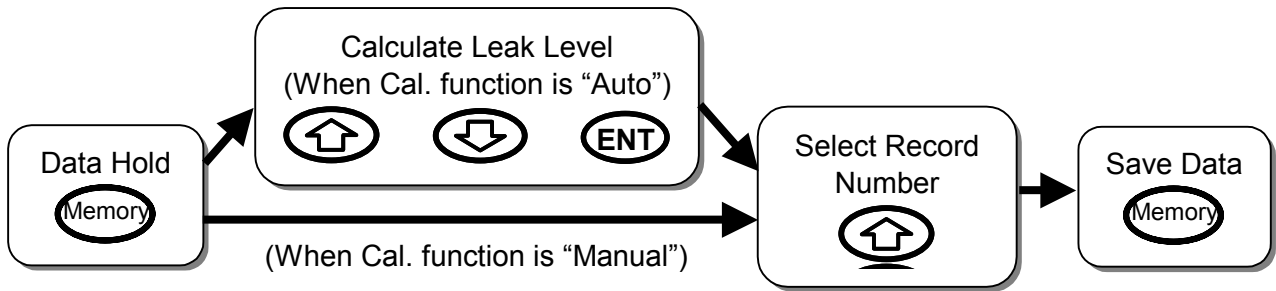 Data Hold
Memory
Calculate Leak Level
(When Cal. function is “Auto”)
ENT
(When Cal. function is “Manual”)
Select Record
Number
Save Data
Memory